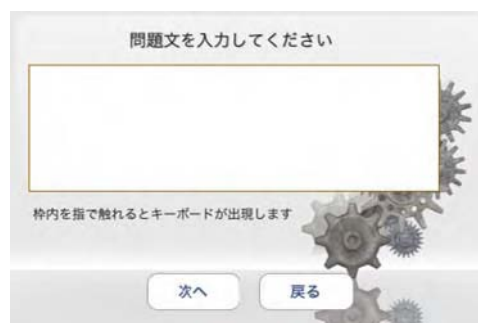 問題文を入力してください
枠内を指で触れるとキーボードが出現します
次へ
戻る